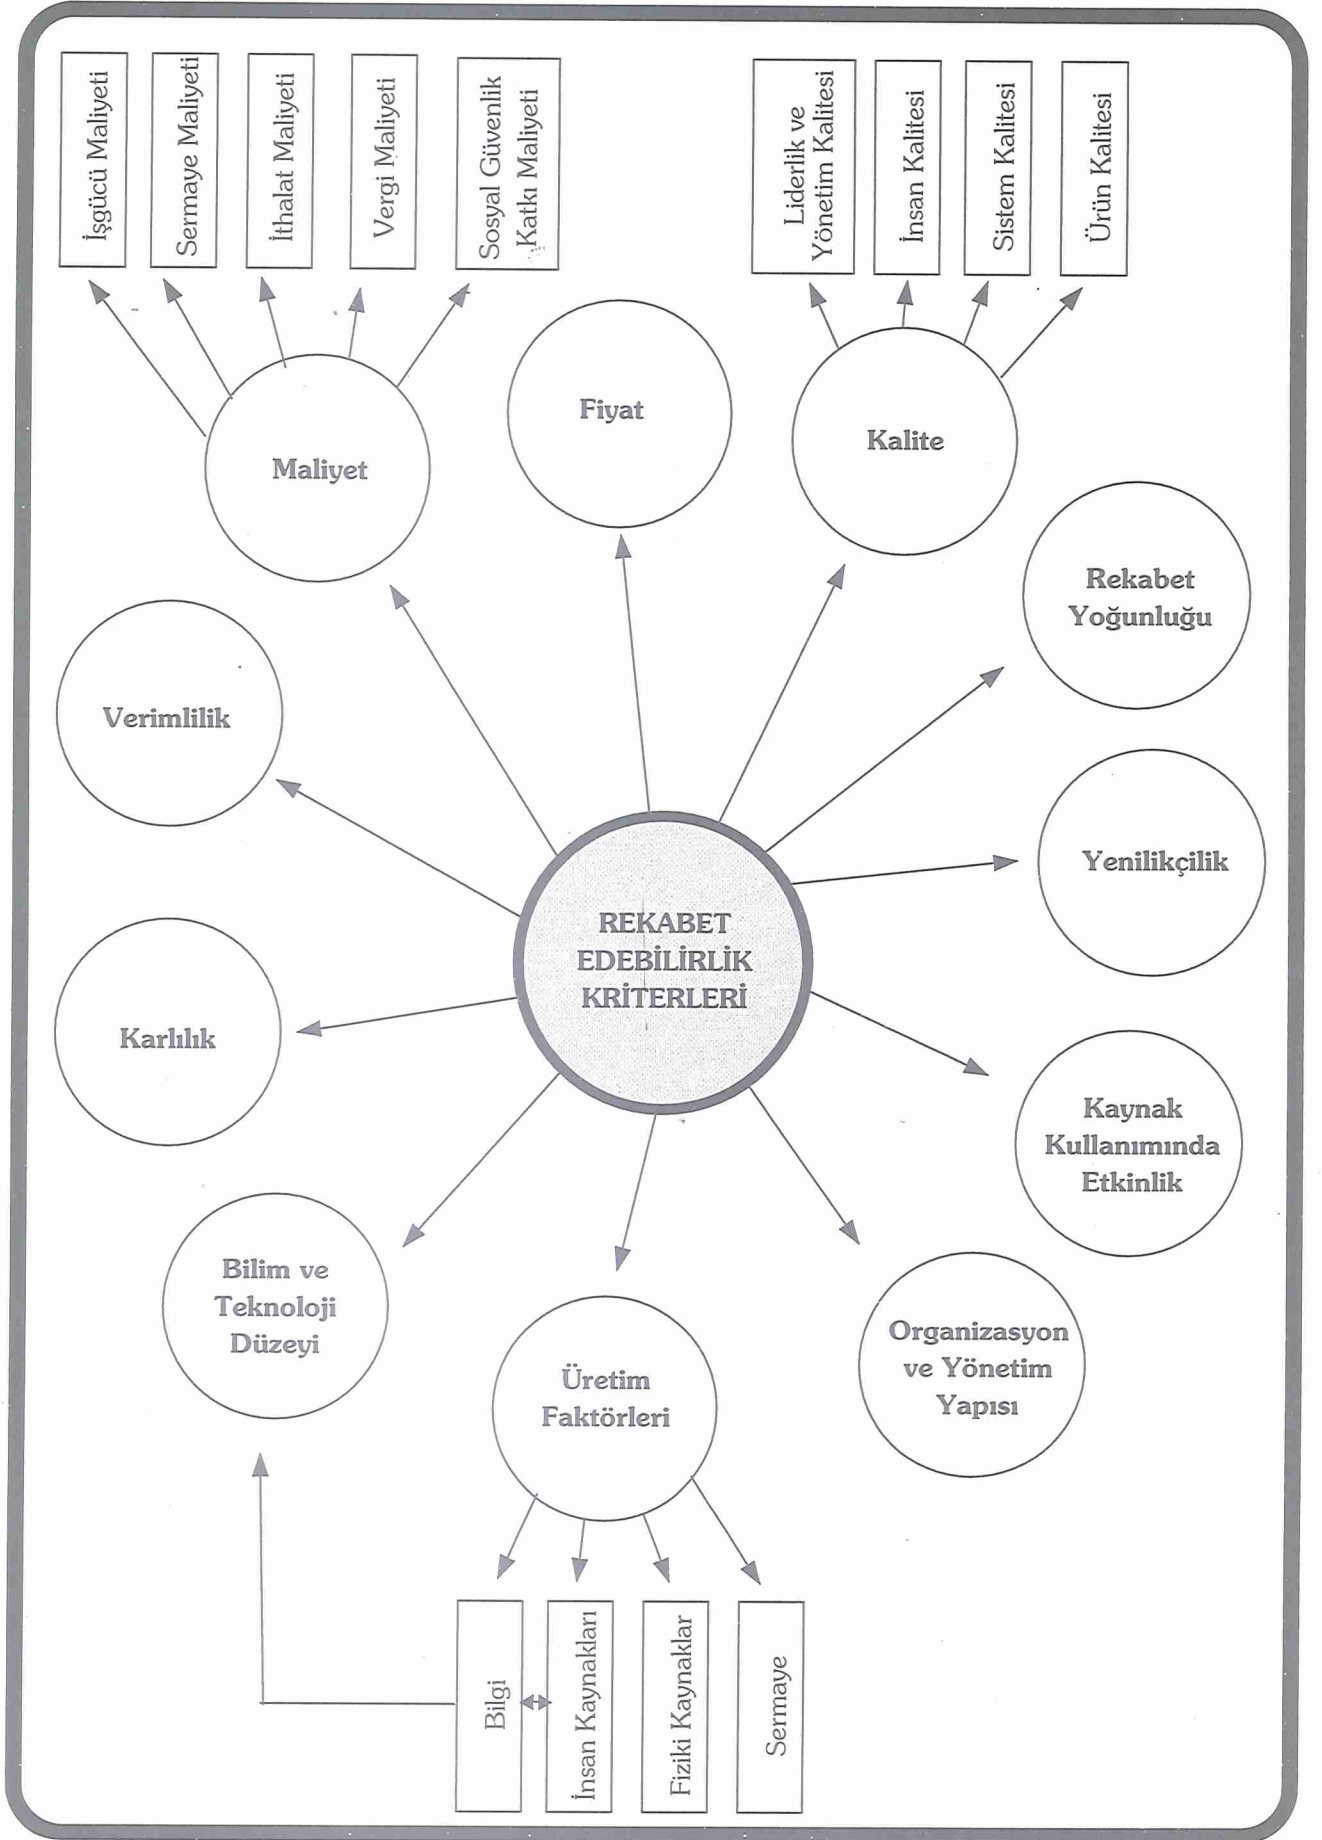 İşgücü Maliyeti
Sermaye Maliyeti
İthalat Maliyeti
Vergi Maliyeti
Sosyal Güvenlik
Katkı Maliyeti
Liderlik ve
Yönetim Kalitesi
İnsan Kalitesi
Sistem Kalitesi
Ürün Kalitesi
Maliyet
Fiyat
Kalite
Rekabet
Yoğunluğu
Verimlilik
Yenilikçilik
REKABET
EDEBİLİRLİK
KRİTERLERİ
Karlılık
Kaynak
Kullanımında
Etkinlik
Bilim ve
Teknoloji
Düzeyi
Üretim
Faktörleri
Organizasyon
ve Yönetim
Yapısı
Bilgi
İnsan Kaynakları
Fiziki Kaynaklar
Sermaye